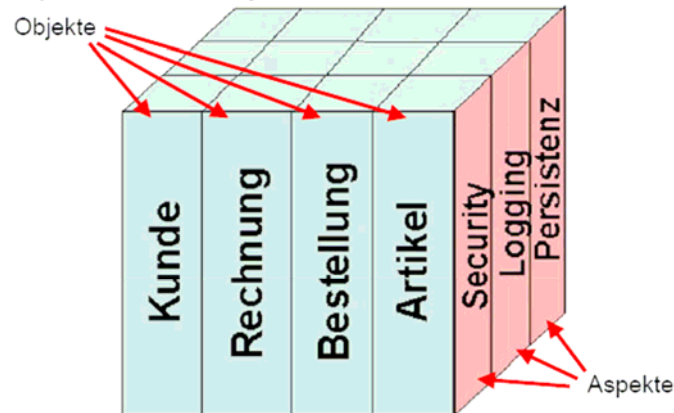 Objekte
Kunde
Rechnung
Bestellung
Artikel
Security
Logging
Persistenz
Aspekte